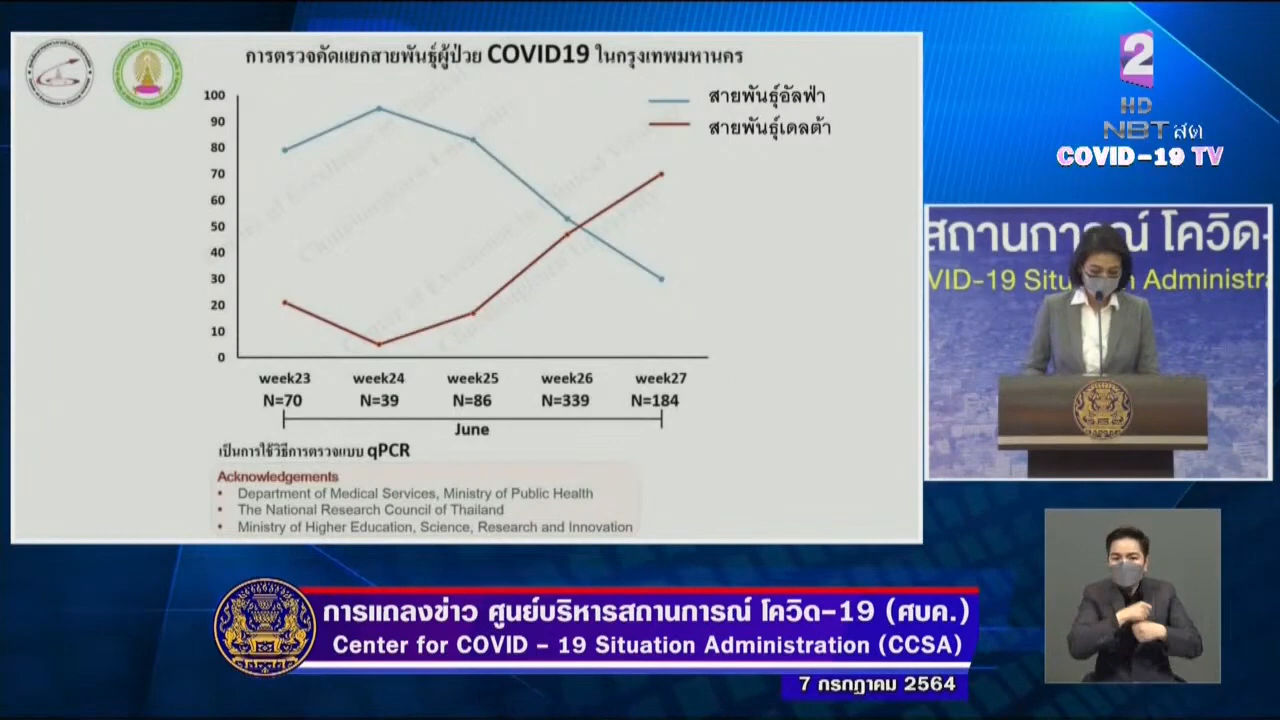 การตรวจคัดแยกสายพันธุ์ผู้ป่วย COVID19 ในกรุงเทพมหานคร
สายพันธุ์อัลฟ่า
สายพันธุ์เดลต้า
100
90
80
70
60
50
40
30
20
10
0
week23 week24 week25 week26 week27
N=70 N=39 N=86 N=339 N=184
June
เป็นการใช้วิธีการตรวจแบบ qPCR
Acknowledgements
• Department of Medical Services, Ministry of Public Health
• The National Research Council of Thailand
• Ministry of Higher Education, Science, Research and Innovation
2
HD
NBT สด
COVID-19 TV
สถานการณ์ โควิด-
VID-19 Situ n Administra
การแถลงข่าว ศูนย์บริหารสถานการณ์ โควิด-19 (ศบค.)
Center for COVID - 19 Situation Administration (CCSA)
7 กรกฎาคม 2564